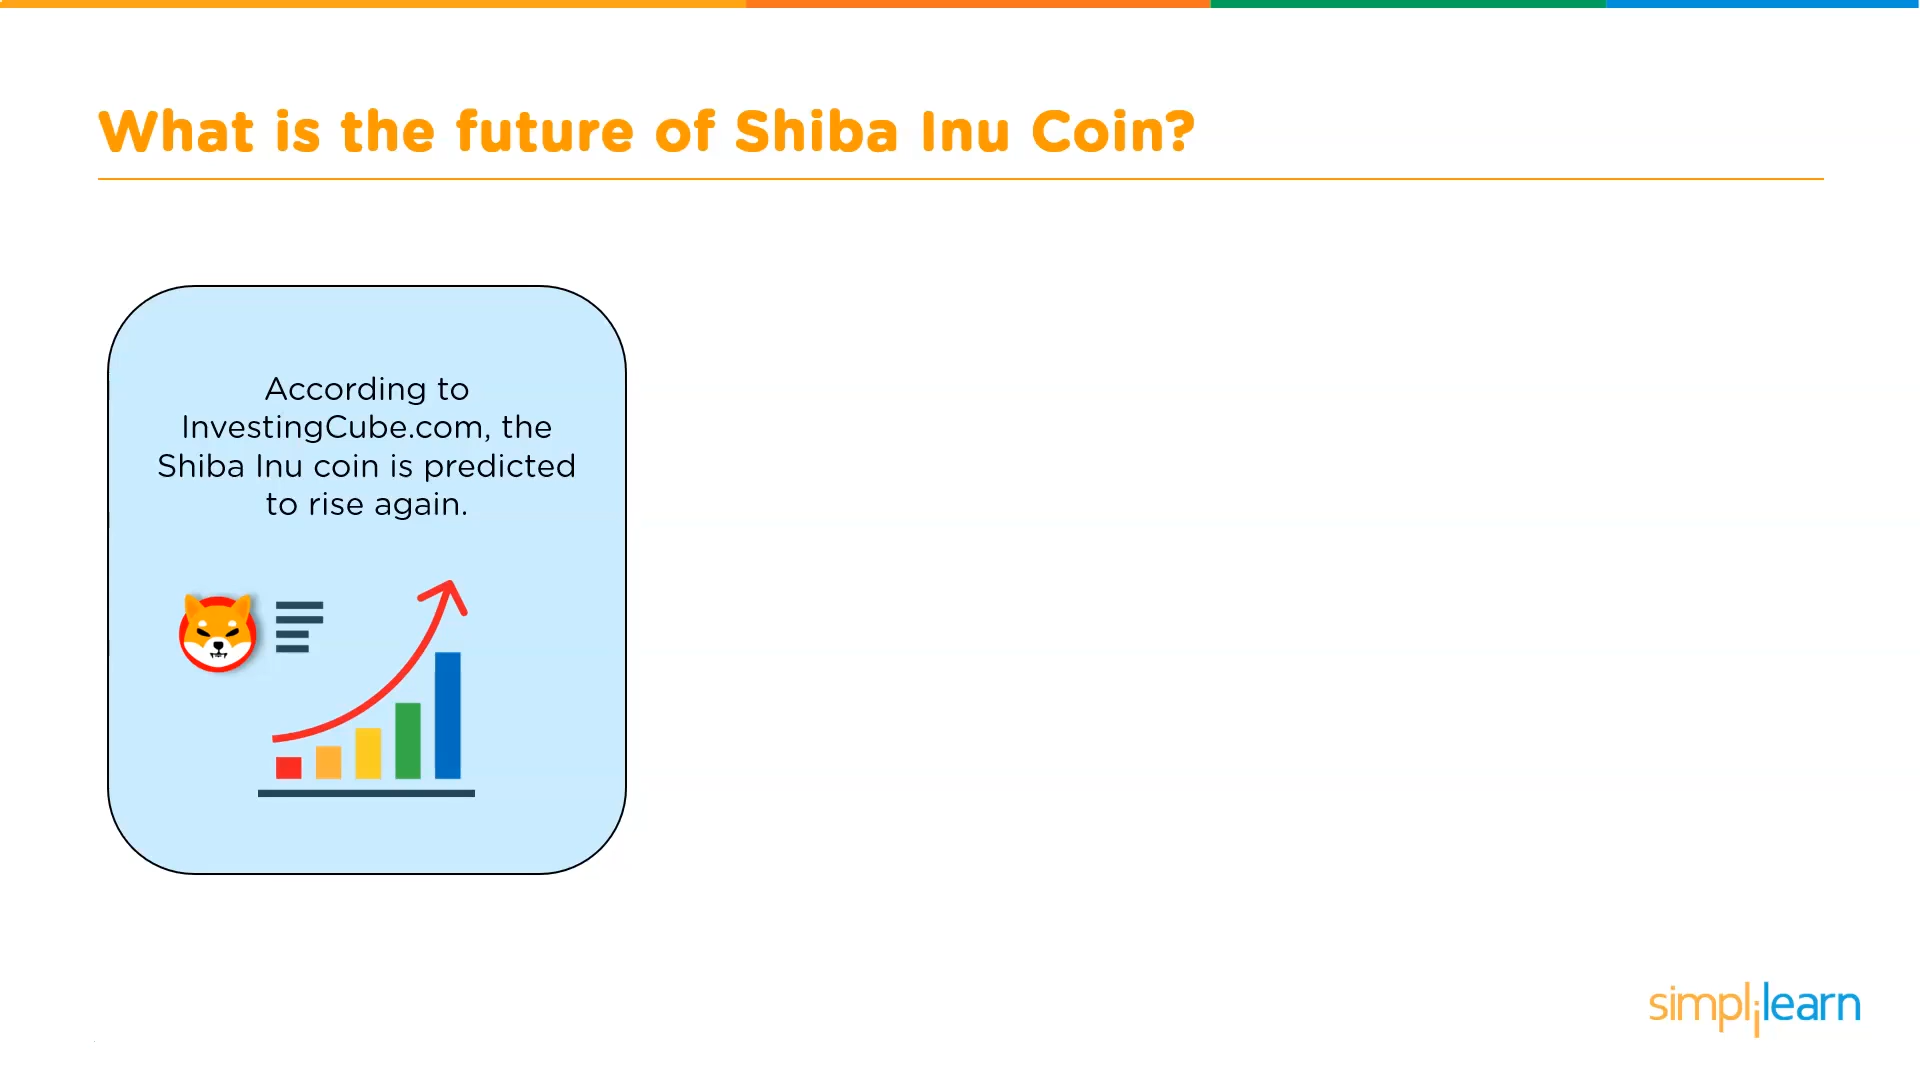 What is the future of Shiba Inu Coin?
According to
InvestingCube.com, the
Shiba Inu coin is predicted
to rise again.
simplilearn